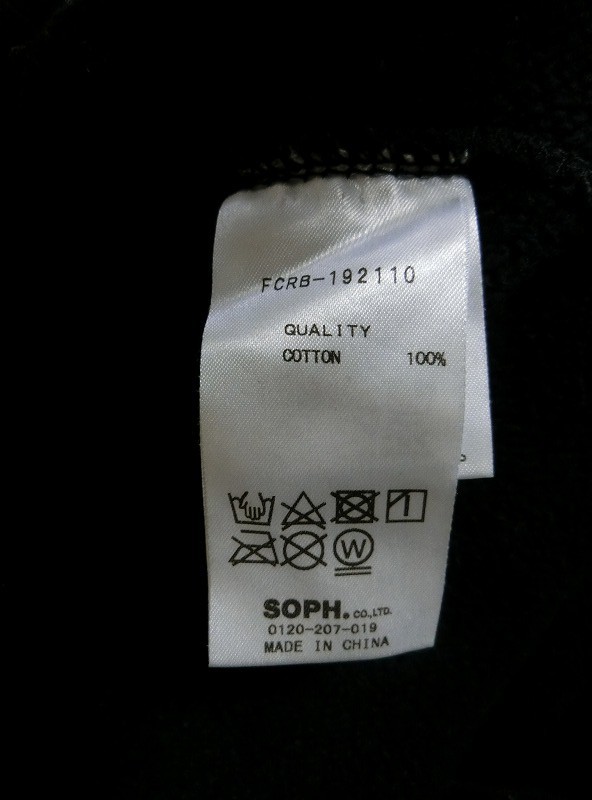 FCRB-192110
QUALITY
COTTON 100%
W
SOPH. CO.,LTD.
0120-207-019
MADE IN CHINA